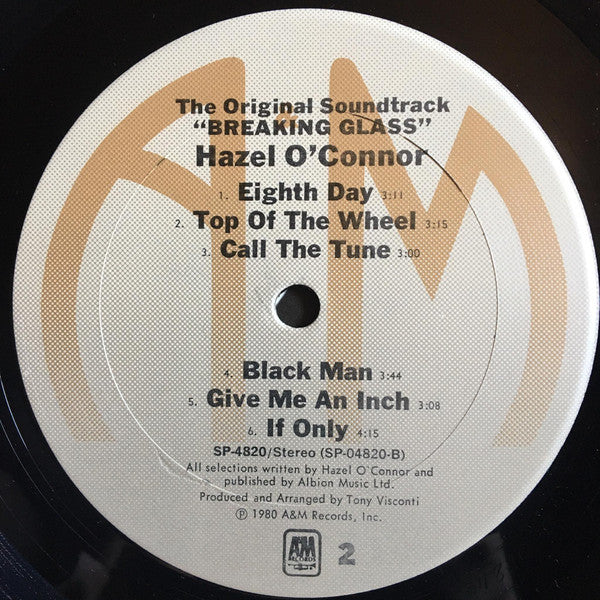 The Original Soundtrack
"BREAKING GLASS"
Hazel O'Connor
1. Eighth Day 3:11
2. Top Of The Wheel 3:15
3. Call The Tune 3:00
4. Black Man 3:44
5. Give Me An Inch 3:08
6. If Only 4:15
SP-4820/Stereo (SP-04820-B)
All selections written by Hazel O'Connor and
published by Albion Music Ltd.
Produced and Arranged by Tony Visconti
Ⓟ 1980 A&M Records, Inc.
A&M
RECORDS
2